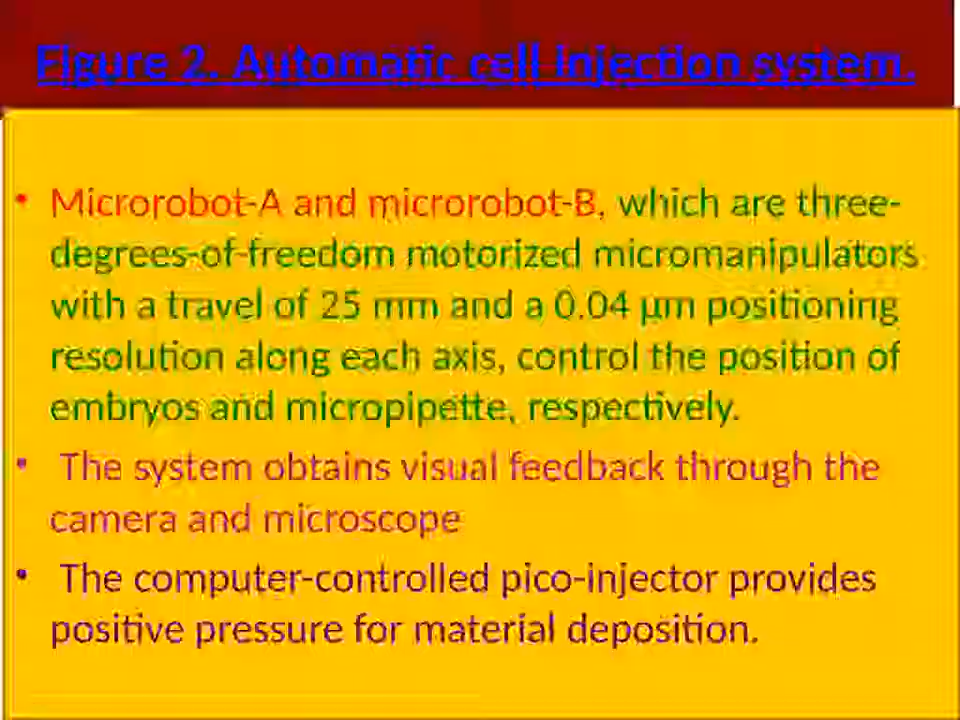 Figure 2. Automatic cell injection system.
• Microrobot-A and microrobot-B, which are three-
degrees-of-freedom motorized micromanipulators
with a travel of 25 mm and a 0.04 μm positioning
resolution along each axis, control the position of
embryos and micropipette, respectively.
• The system obtains visual feedback through the
camera and microscope
• The computer-controlled pico-injector provides
positive pressure for material deposition.